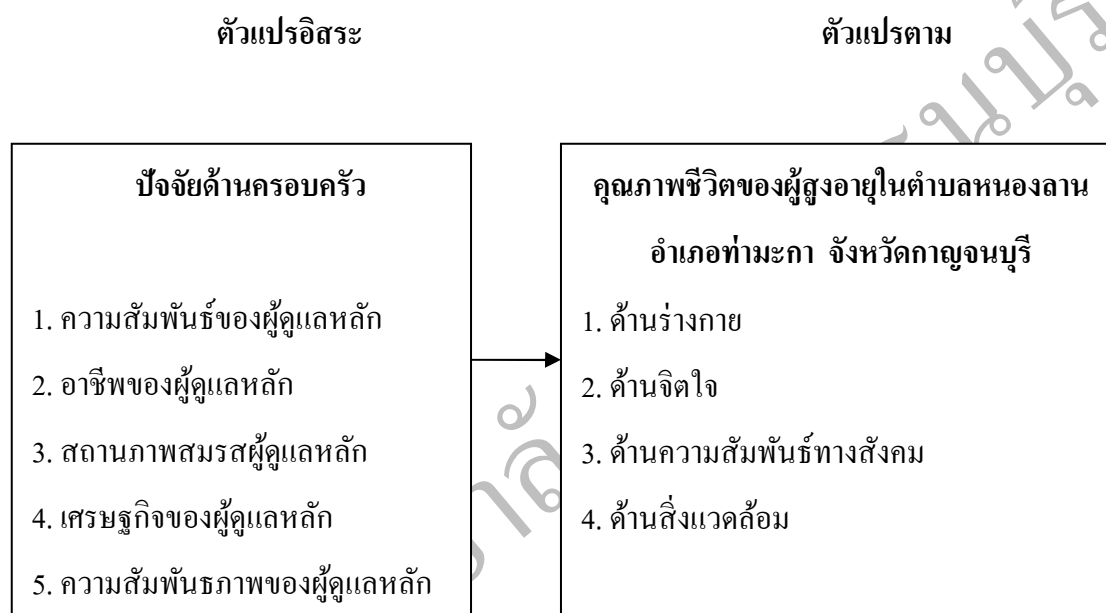 ตัวแปรอิสระ
ตัวแปรตาม
ปัจจัยด้านครอบครัว
1. ความสัมพันธ์ของผู้ดูแลหลัก
2. อาชีพของผู้ดูแลหลัก
3. สถานภาพสมรสผู้ดูแลหลัก
4. เศรษฐกิจของผู้ดูแลหลัก
5. ความสัมพันธภาพของผู้ดูแลหลัก
คุณภาพชีวิตของผู้สูงอายุในตำบลหนองลาน
อำเภอท่ามะกา จังหวัดกาญจนบุรี
1. ด้านร่างกาย
2. ด้านจิตใจ
3. ด้านความสัมพันธ์ทางสังคม
4. ด้านสิ่งแวดล้อม